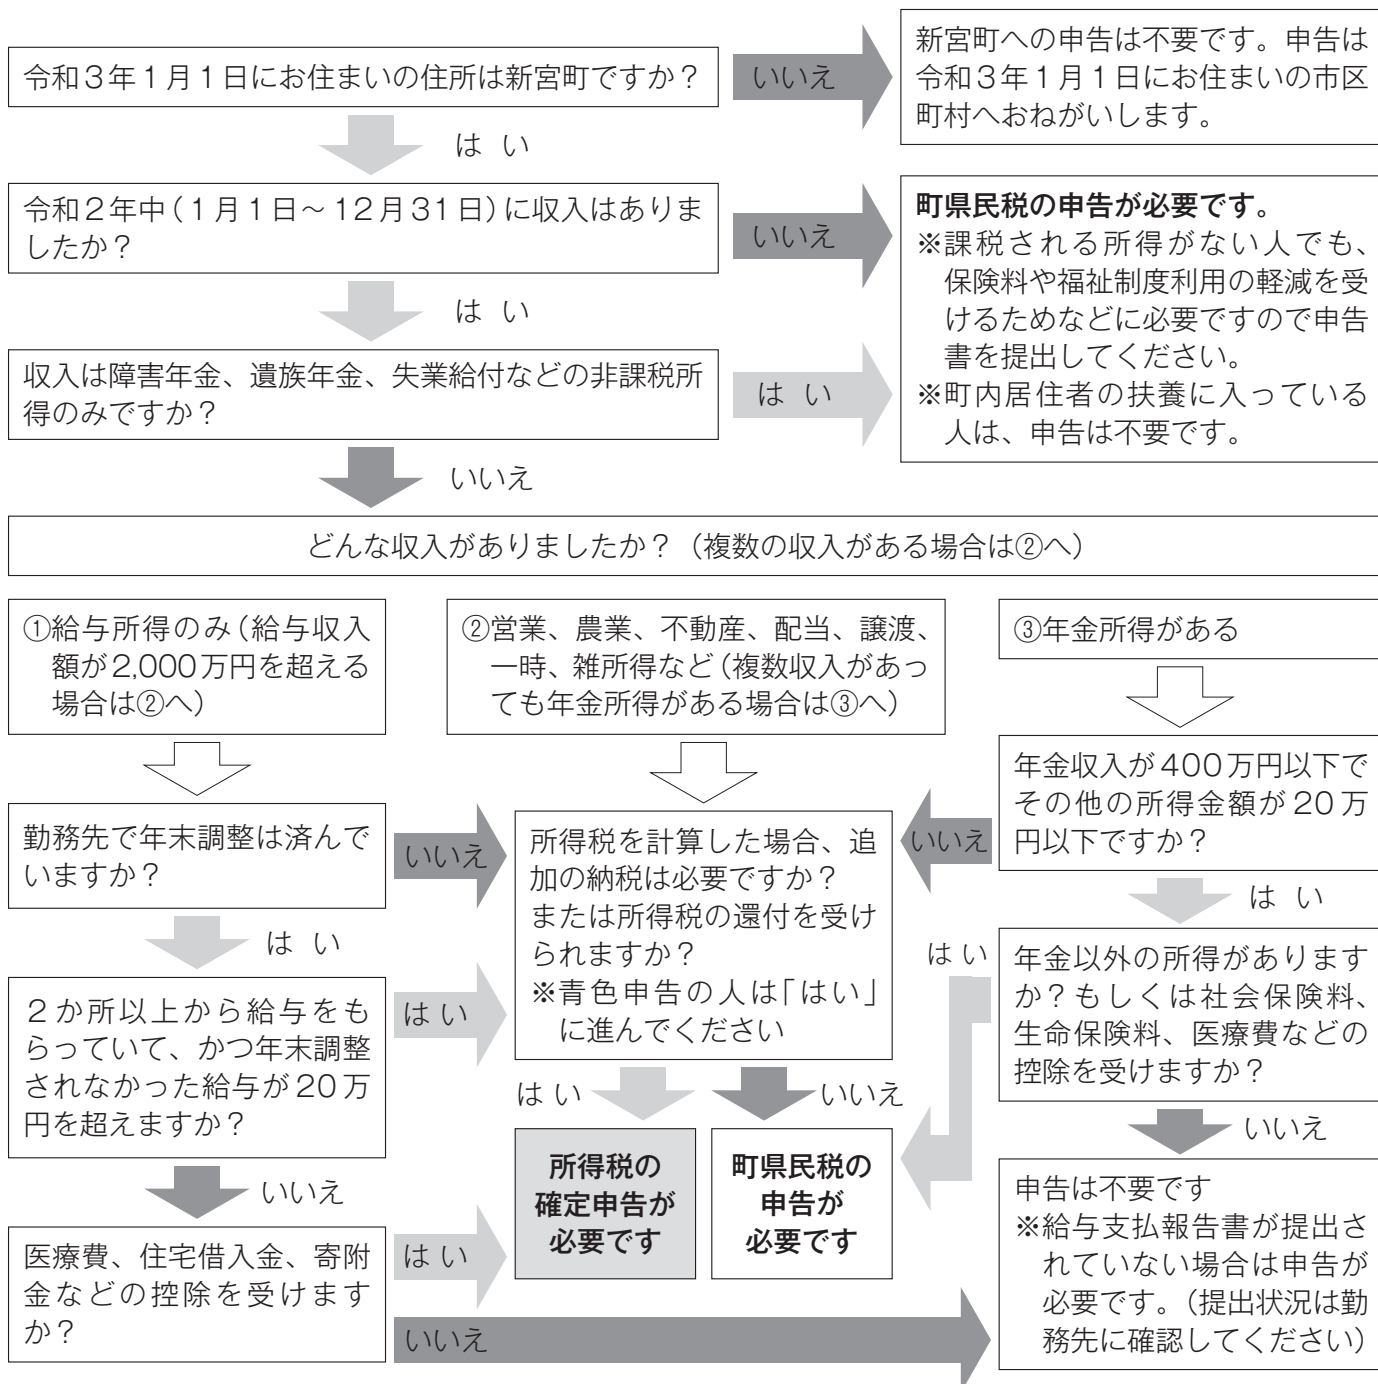 令和3年1月1日にお住まいの住所は新宮町ですか？
いいえ
新宮町への申告は不要です。申告は
令和3年1月1日にお住まいの市区
町村へおねがいします。
はい
令和2年中（1月1日～12月31日）に収入はありま
したか？
いいえ
町県民税の申告が必要です。
※課税される所得がない人でも、
保険料や福祉制度利用の軽減を受
けるためなどに必要ですので申告
書を提出してください。
※町内居住者の扶養に入っている
人は、申告は不要です。
はい
収入は障害年金、遺族年金、失業給付などの非課税所
得のみですか？
はい
いいえ
どんな収入がありましたか？（複数の収入がある場合は②へ）
①給与所得のみ（給与収入
額が2,000万円を超える
場合は②へ）
②営業、農業、不動産、配当、譲渡、
一時、雑所得など（複数収入があっ
ても年金所得がある場合は③へ）
③年金所得がある
勤務先で年末調整は済んで
いますか？
いいえ
所得税を計算した場合、追
加の納税は必要ですか？
または所得税の還付を受け
られますか？
※青色申告の人は「はい」
に進んでください
いいえ
年金収入が400万円以下で
その他の所得金額が20万
円以下ですか？
はい
はい
2か所以上から給与をも
らっていて、かつ年末調整
されなかった給与が20万
円を超えますか？
はい
はい
年金以外の所得があります
か？もしくは社会保険料、
生命保険料、医療費などの
控除を受けますか？
はい
いいえ
いいえ
いいえ
所得税の
確定申告が
必要です
町県民税の
申告が
必要です
申告は不要です
※給与支払報告書が提出さ
れていない場合は申告が
必要です。（提出状況は勤
務先に確認してください）
医療費、住宅借入金、寄附
金などの控除を受けます
か？
はい
いいえ